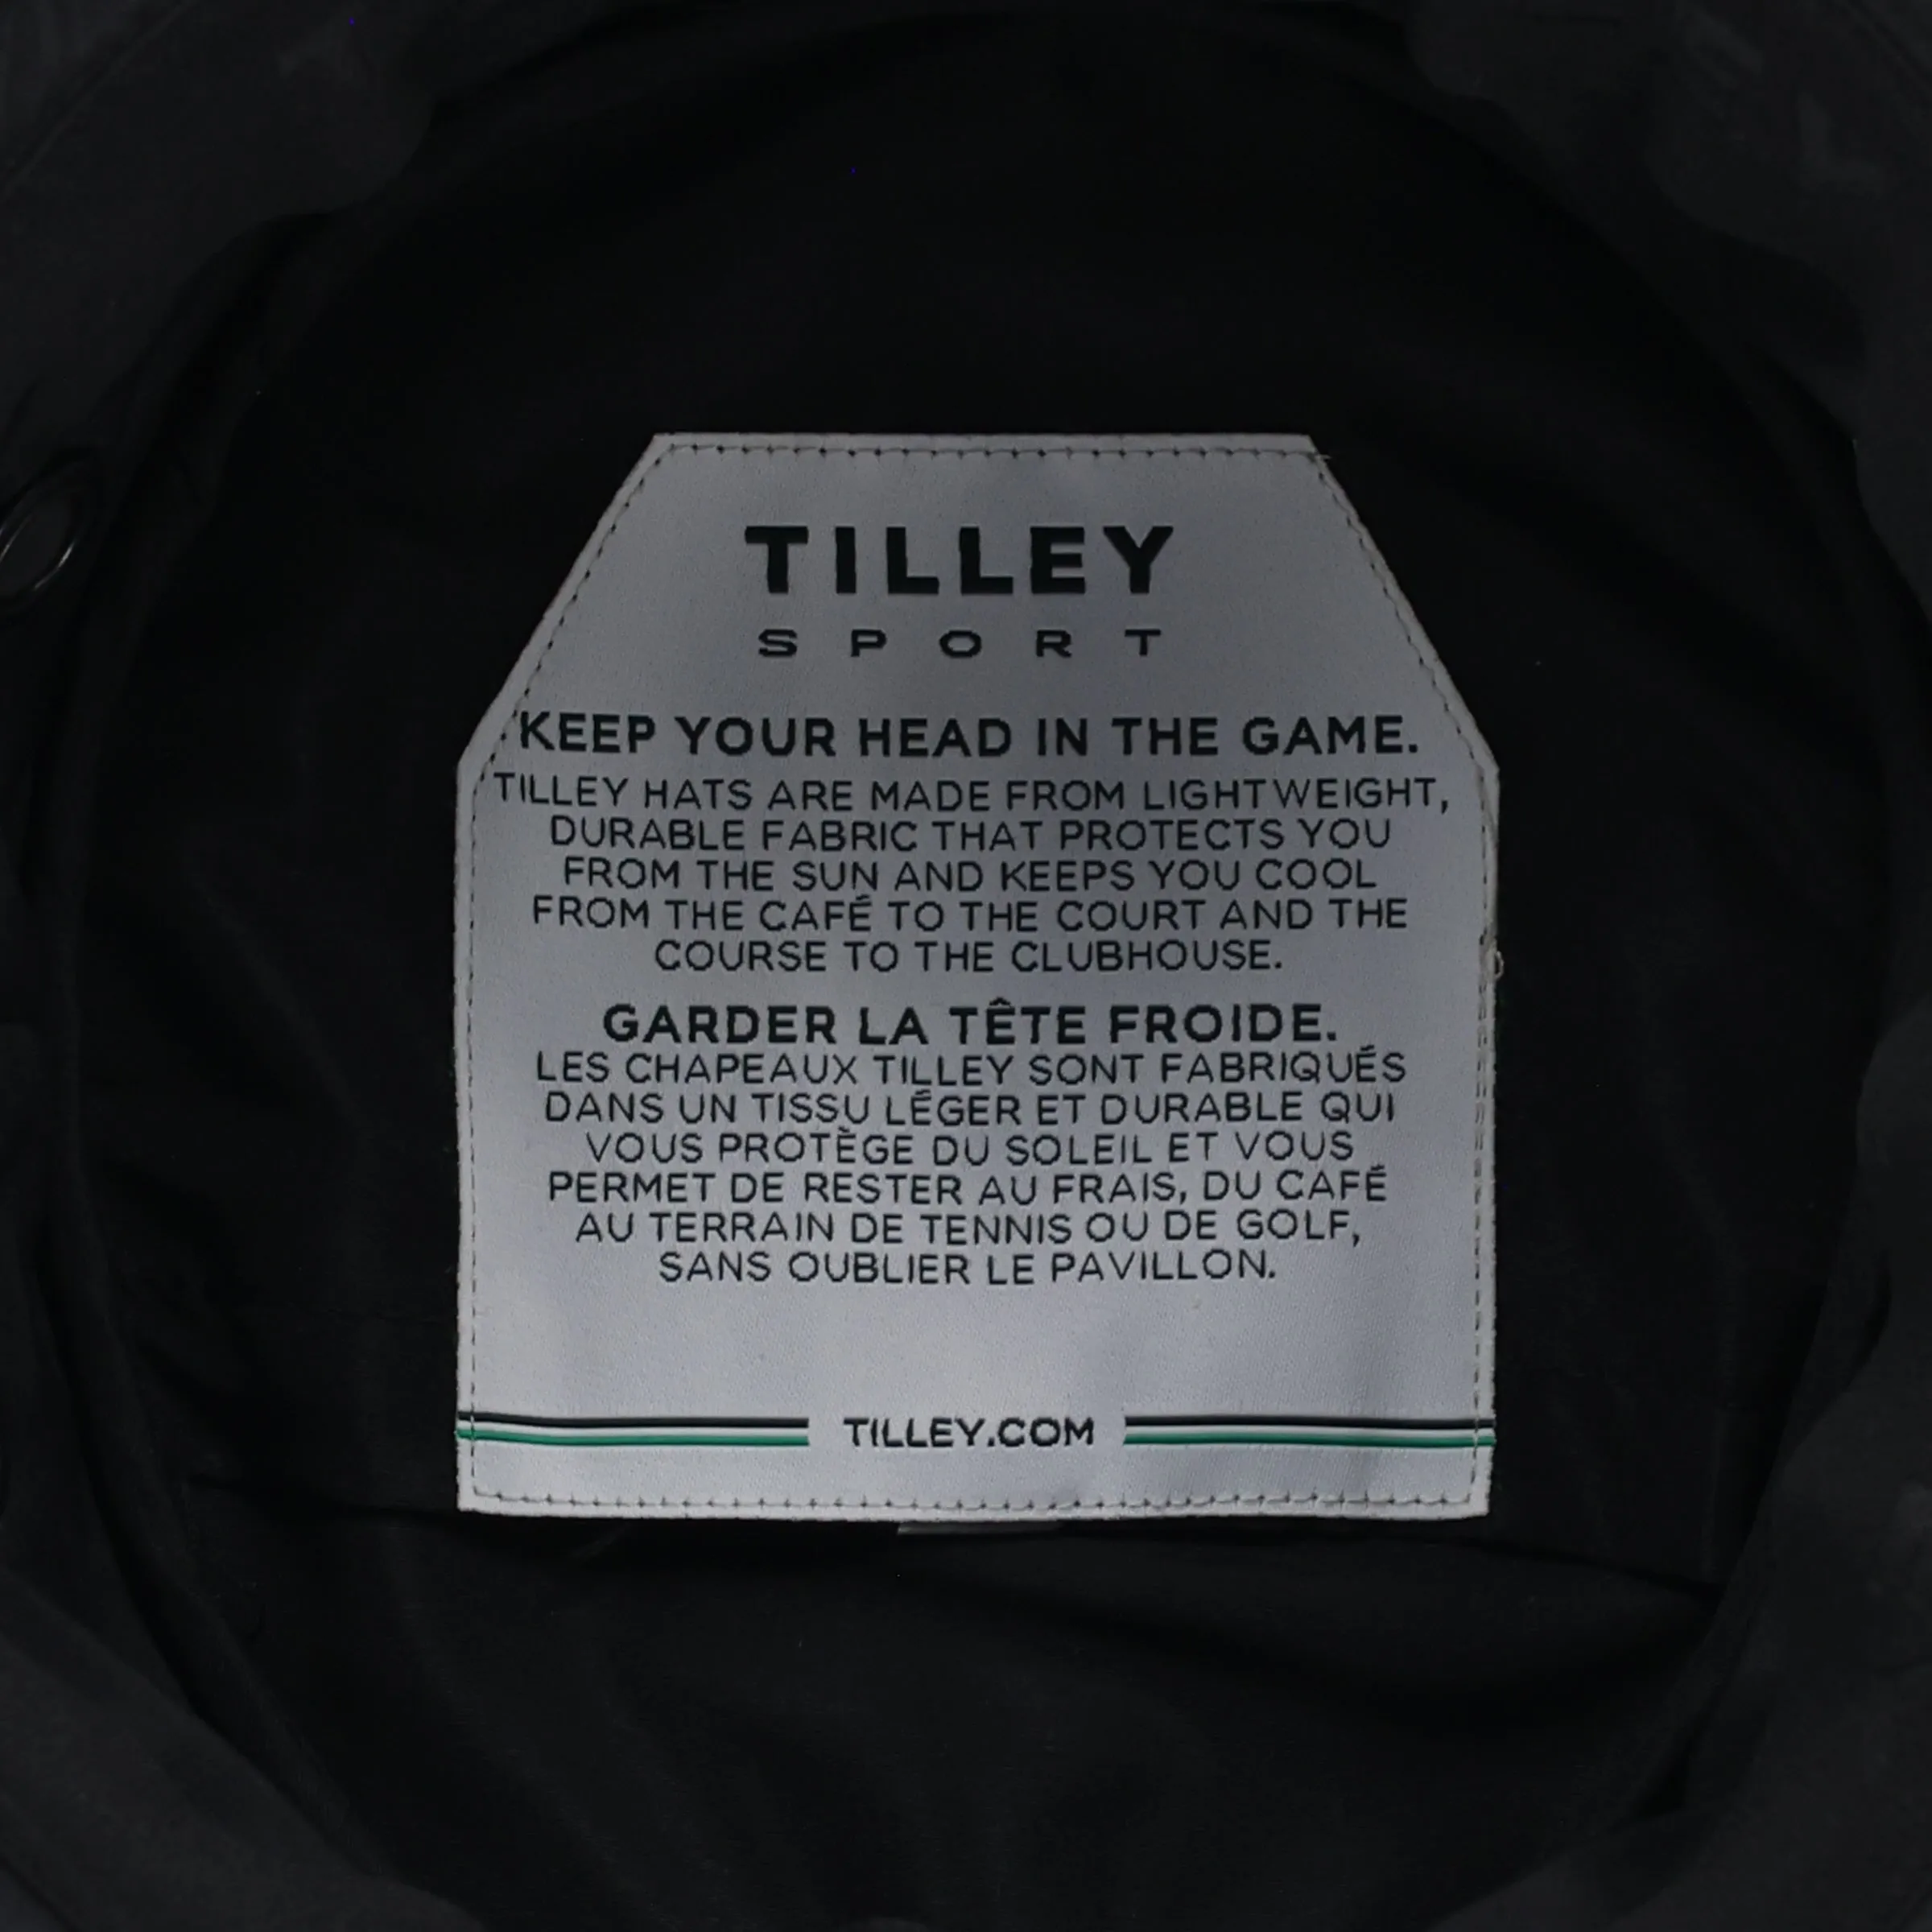 TILLEY
SPORT
KEEP YOUR HEAD IN THE GAME.
TILLEY HATS ARE MADE FROM LIGHTWEIGHT,
DURABLE FABRIC THAT PROTECTS YOU
FROM THE SUN AND KEEPS YOU COOL
FROM THE CAFÉ TO THE COURT AND THE
COURSE TO THE CLUBHOUSE.
GARDER LA TÊTE FROIDE.
LES CHAPEAUX TILLEY SONT FABRIQUÉS
DANS UN TISSU LÉGER ET DURABLE QUI
VOUS PROTÈGE DU SOLEIL ET VOUS
PERMET DE RESTER AU FRAIS, DU CAFÉ
AU TERRAIN DE TENNIS OU DE GOLF,
SANS OUBLIER LE PAVILLON.
TILLEY.COM